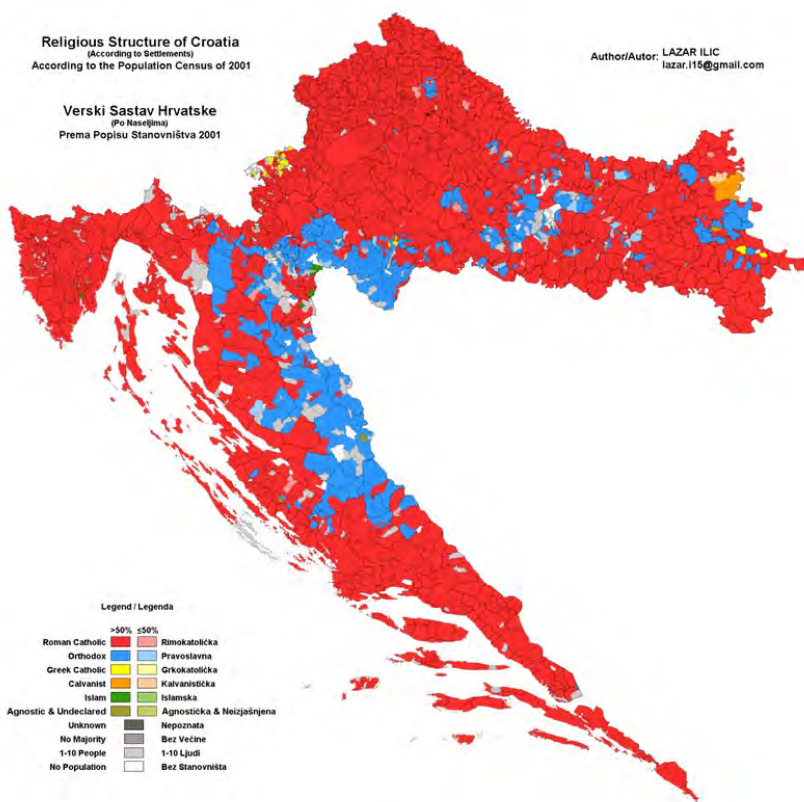 Religious Structure of Croatia
(According to Settlements)
According to the Population Census of 2001
Author/Autor: LAZAR ILIC
lazar.i15@gmail.com
Verski Sastav Hrvatske
(Po Naseljima)
Prema Popisu Stanovništva 2001
Legend / Legenda
>50% ≤50%
Roman Catholic Rimokatolička
Orthodox Pravoslavna
Greek Catholic Grkokatolička
Calvanist Kalvanistička
Islam Islamska
Agnostic & Undeclared Agnostička & Neizjašnjena
Unknown Nepoznata
No Majority Bez Većine
1-10 People 1-10 Ljudi
No Population Bez Stanovništa